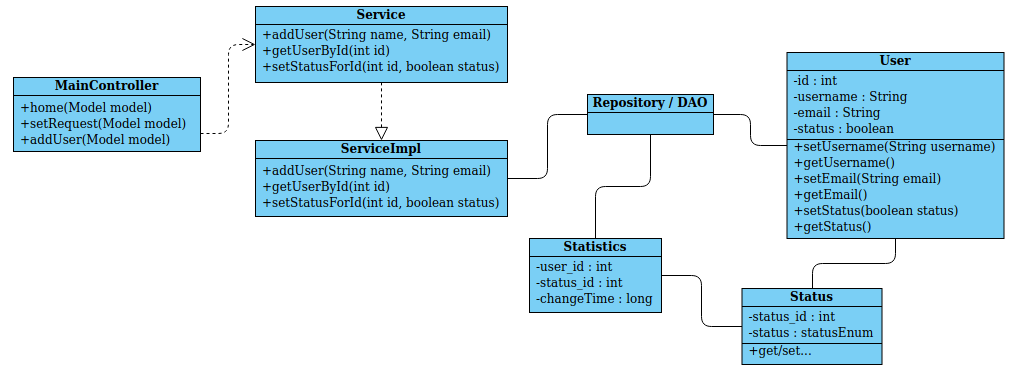 MainController
+home(Model model)
+setRequest(Model model)
+addUser(Model model)
Service
+addUser(String name, String email)
+getUserById(int id)
+setStatusForId(int id, boolean status)
ServiceImpl
+addUser(String name, String email)
+getUserById(int id)
+setStatusForId(int id, boolean status)
Repository / DAO
User
-id : int
-username : String
-email : String
-status : boolean
+setUsername(String username)
+getUsername()
+setEmail(String email)
+getEmail()
+setStatus(boolean status)
+getStatus()
Statistics
-user_id : int
-status_id : int
-changeTime : long
Status
-status_id : int
-status : statusEnum
+get/set...